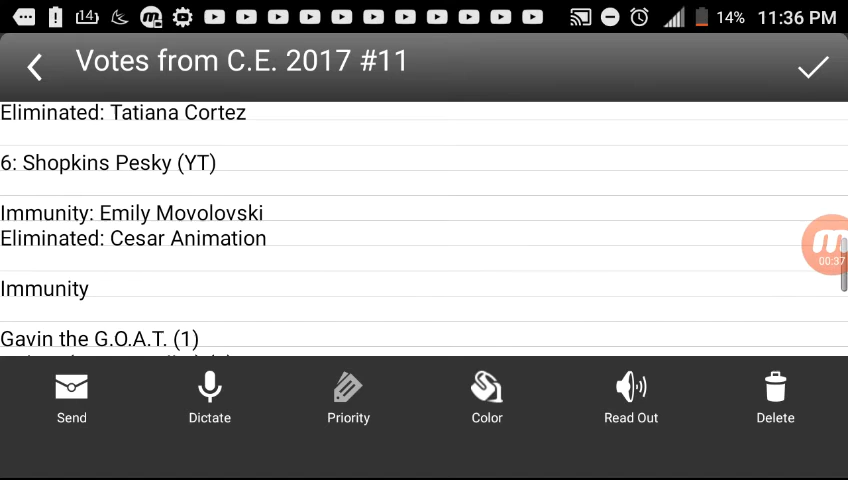 14%
11:36 PM
Votes from C.E. 2017 #11
Eliminated: Tatiana Cortez
6: Shopkins Pesky (YT)
Immunity: Emily Movolovski
Eliminated: Cesar Animation
00:37
Immunity
Gavin the G.O.A.T. (1)
Send
Dictate
Priority
Color
Read Out
Delete